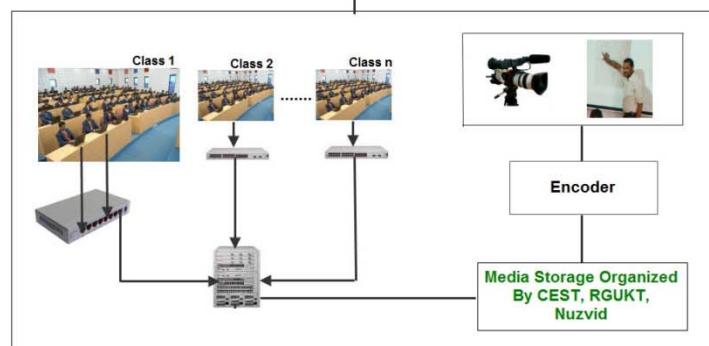 Class 1
Class 2
Class n
Encoder
Media Storage Organized
By CEST, RGUKT,
Nuzvid